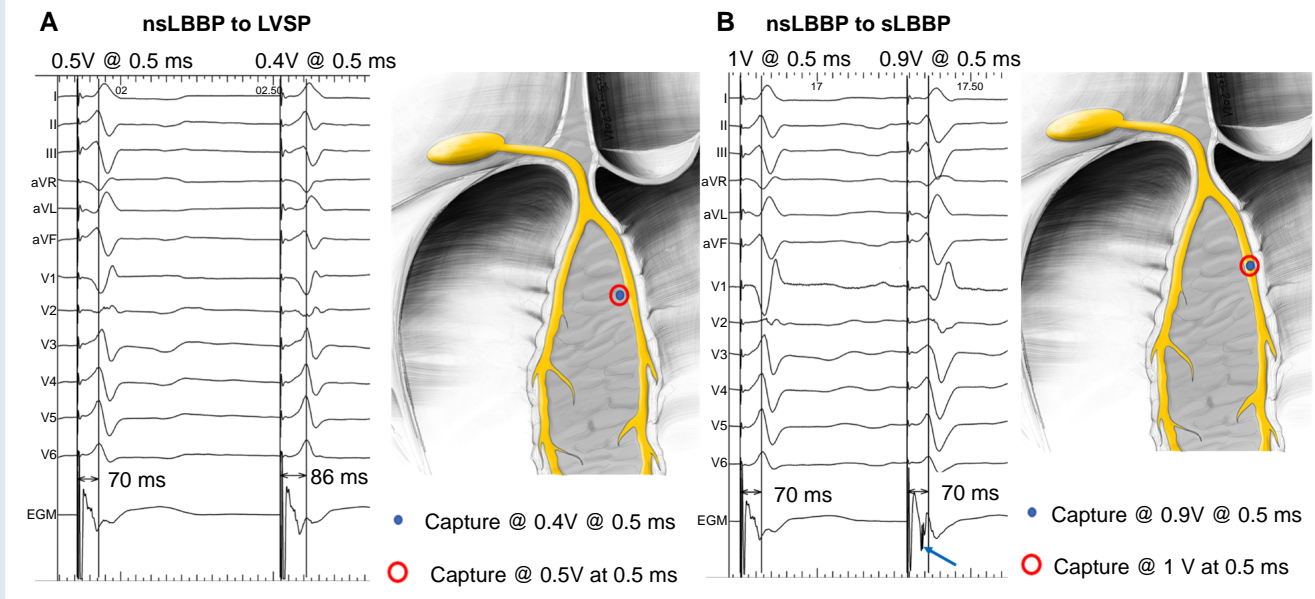 A nsLBBP to LVSP
0.5V @ 0.5 ms 0.4V @ 0.5 ms
02 02.50
I
II
III
aVR
aVL
aVF
V1
V2
V3
V4
V5
V6
70 ms 86 ms
EGM
Capture @ 0.4V @ 0.5 ms
Capture @ 0.5V at 0.5 ms
B nsLBBP to sLBBP
1V @ 0.5 ms 0.9V @ 0.5 ms
17 17.50
I
II
III
aVR
aVL
aVF
V1
V2
V3
V4
V5
V6
70 ms 70 ms
EGM
Capture @ 0.9V @ 0.5 ms
Capture @ 1 V at 0.5 ms